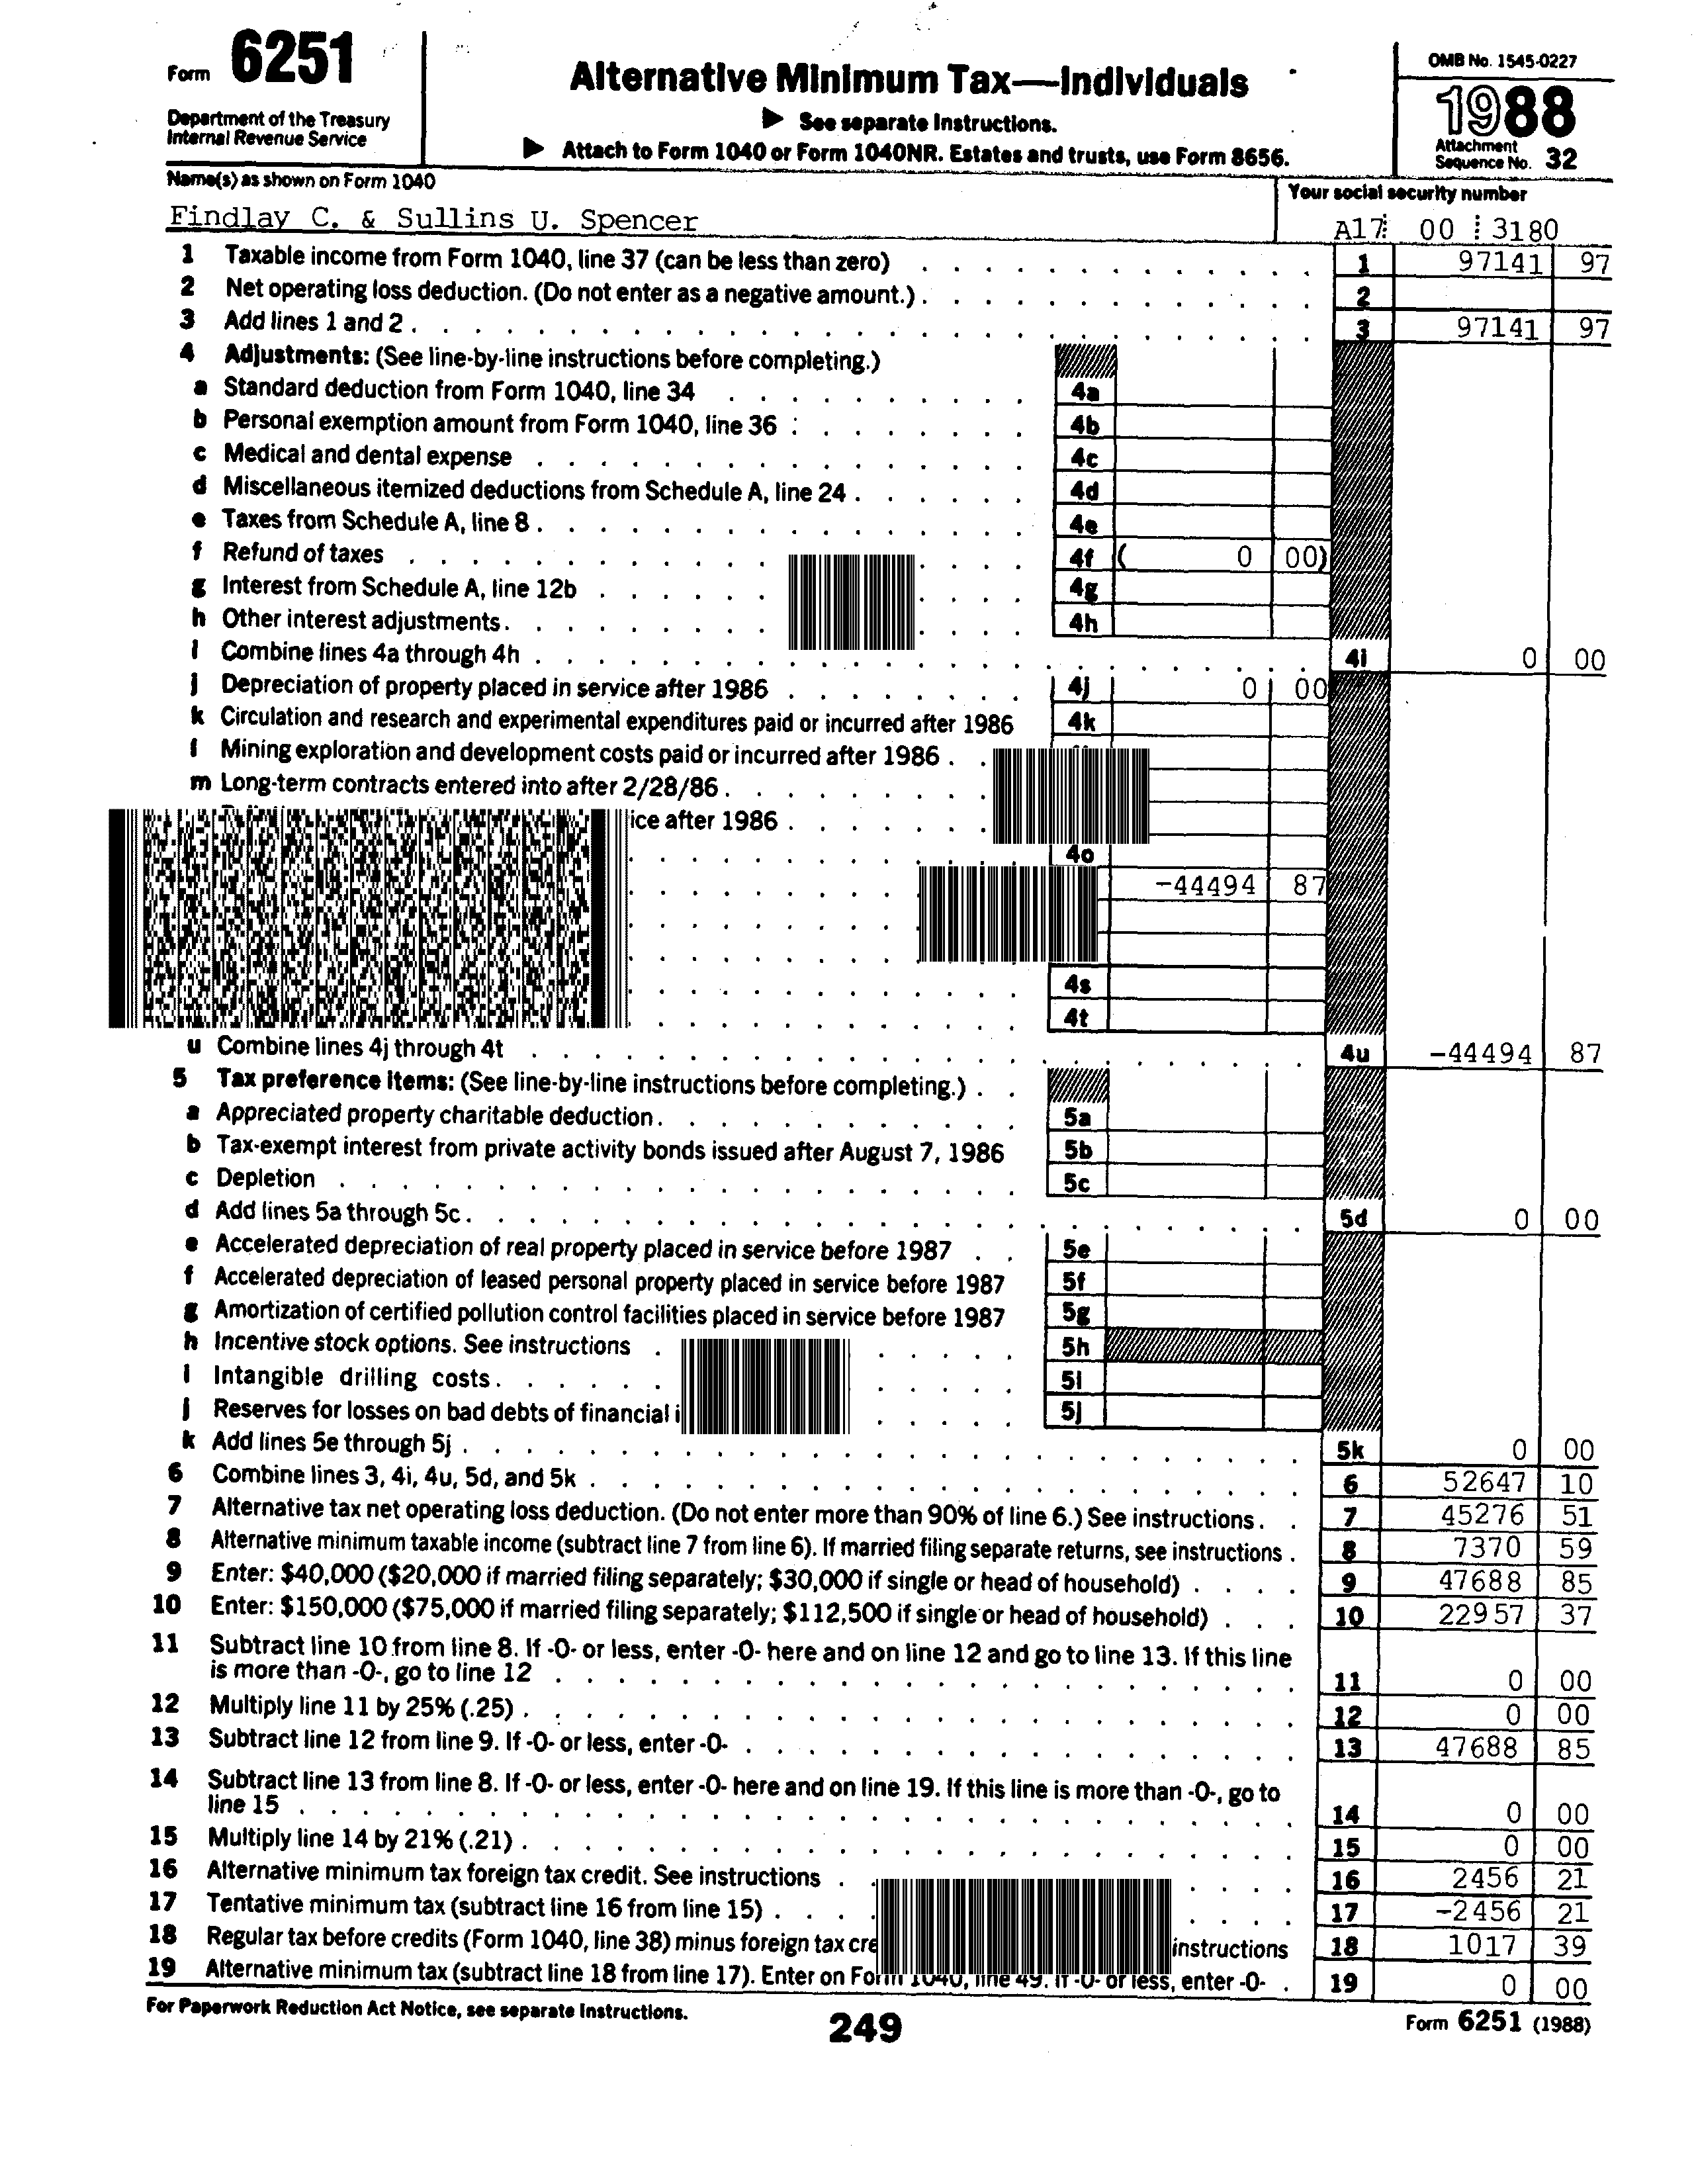 Form 6251
Department of the Treasury
Internal Revenue Service
Alternative Minimum Tax—Individuals
▶ See separate Instructions.
▶ Attach to Form 1040 or Form 1040NR. Estates and trusts, use Form 8656.
OMB No. 1545-0227
1988
Attachment
Sequence No. 32
Name(s) as shown on Form 1040
Findlay C. & Sullins U. Spencer
Your social security number
A17 00 3180
1 Taxable income from Form 1040, line 37 (can be less than zero) 1 97141 97
2 Net operating loss deduction. (Do not enter as a negative amount.) 2
3 Add lines 1 and 2 3 97141 97
4 Adjustments: (See line-by-line instructions before completing.)
a Standard deduction from Form 1040, line 34 4a
b Personal exemption amount from Form 1040, line 36 4b
c Medical and dental expense 4c
d Miscellaneous itemized deductions from Schedule A, line 24 4d
e Taxes from Schedule A, line 8 4e
f Refund of taxes 4f ( 0 00)
g Interest from Schedule A, line 12b 4g
h Other interest adjustments 4h
i Combine lines 4a through 4h 4i 0 00
j Depreciation of property placed in service after 1986 4j 0 00
k Circulation and research and experimental expenditures paid or incurred after 1986 4k
l Mining exploration and development costs paid or incurred after 1986
m Long-term contracts entered into after 2/28/86
ice after 1986
4o
-44494 87
4s
4t
u Combine lines 4j through 4t 4u -44494 87
5 Tax preference items: (See line-by-line instructions before completing.)
a Appreciated property charitable deduction 5a
b Tax-exempt interest from private activity bonds issued after August 7, 1986 5b
c Depletion 5c
d Add lines 5a through 5c 5d 0 00
e Accelerated depreciation of real property placed in service before 1987 5e
f Accelerated depreciation of leased personal property placed in service before 1987 5f
g Amortization of certified pollution control facilities placed in service before 1987 5g
h Incentive stock options. See instructions 5h
i Intangible drilling costs 5i
j Reserves for losses on bad debts of financial i 5j
k Add lines 5e through 5j 5k 0 00
6 Combine lines 3, 4i, 4u, 5d, and 5k 6 52647 10
7 Alternative tax net operating loss deduction. (Do not enter more than 90% of line 6.) See instructions 7 45276 51
8 Alternative minimum taxable income (subtract line 7 from line 6). If married filing separate returns, see instructions 8 7370 59
9 Enter: $40,000 ($20,000 if married filing separately; $30,000 if single or head of household) 9 47688 85
10 Enter: $150,000 ($75,000 if married filing separately; $112,500 if single or head of household) 10 22957 37
11 Subtract line 10 from line 8. If -0- or less, enter -0- here and on line 12 and go to line 13. If this line
is more than -0-, go to line 12 11 0 00
12 Multiply line 11 by 25% (.25) 12 0 00
13 Subtract line 12 from line 9. If -0- or less, enter -0- 13 47688 85
14 Subtract line 13 from line 8. If -0- or less, enter -0- here and on line 19. If this line is more than -0-, go to
line 15 14 0 00
15 Multiply line 14 by 21% (.21) 15 0 00
16 Alternative minimum tax foreign tax credit. See instructions 16 2456 21
17 Tentative minimum tax (subtract line 16 from line 15) 17 -2456 21
18 Regular tax before credits (Form 1040, line 38) minus foreign tax cre instructions 18 1017 39
19 Alternative minimum tax (subtract line 18 from line 17). Enter on Form 1040, line 49. If -0- or less, enter -0- 19 0 00
For Paperwork Reduction Act Notice, see separate Instructions.
249
Form 6251 (1988)